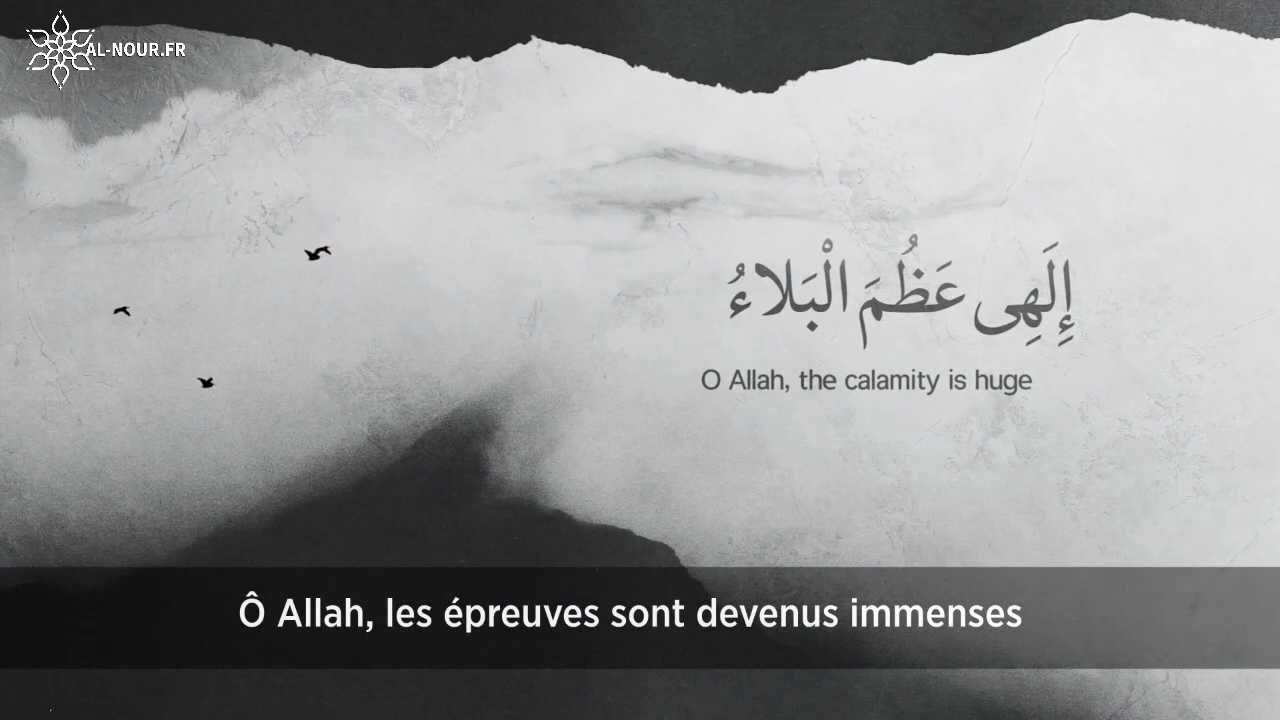 AL-NOUR.FR
إِلَهِى عَظُمَ الْبَلاءُ
O Allah, the calamity is huge
Ô Allah, les épreuves sont devenus immenses